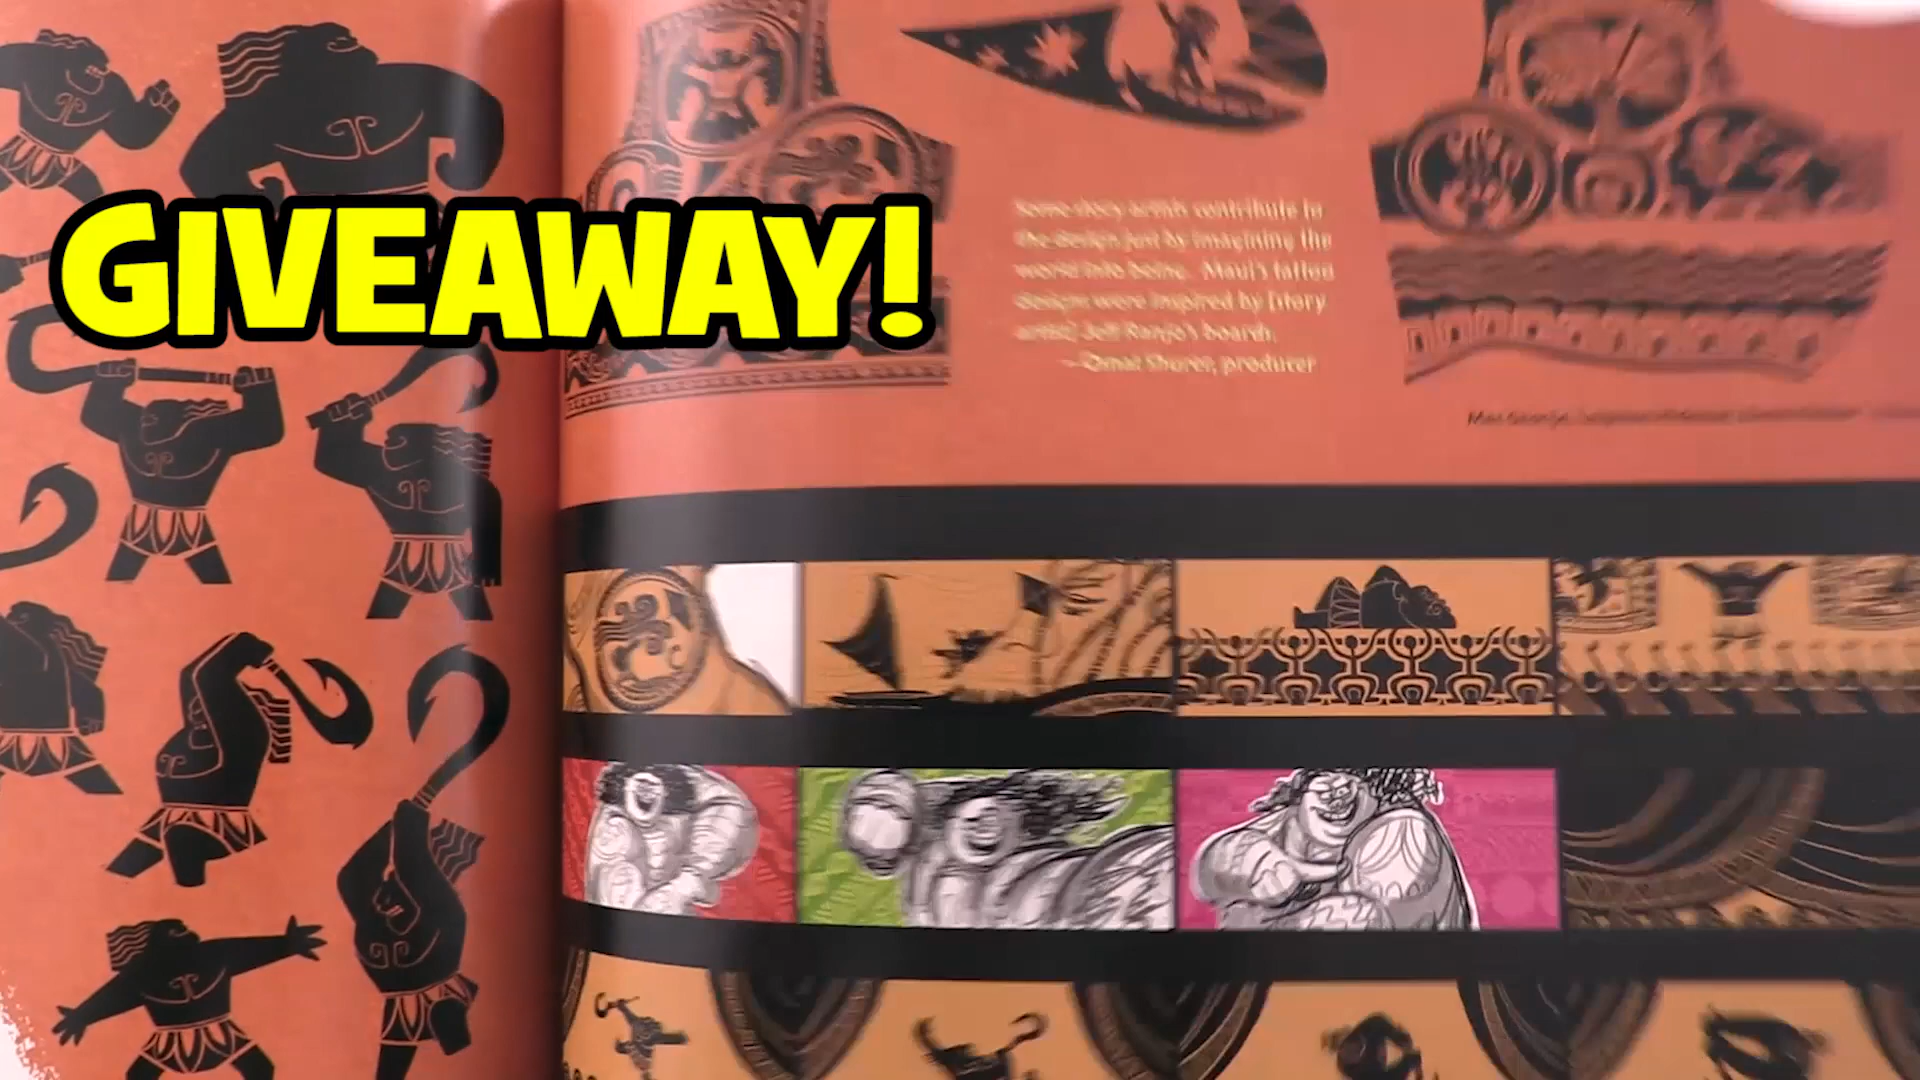 GIVEAWAY!
Some story artists contribute to
the design just by imagining the
world into being. Maui's tattoo
designs were inspired by [story
artist] Jeff Ranjo's boards.
—Osnat Shurer, producer